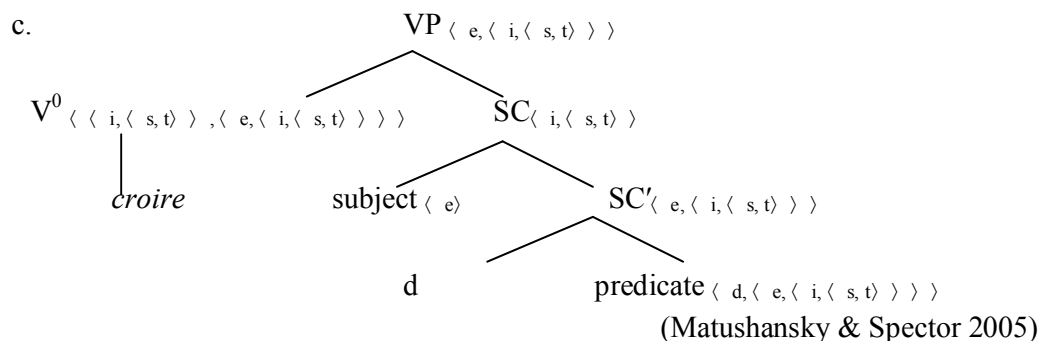 c. VP ⟨ e,⟨ i,⟨ s, t⟩ ⟩ ⟩
V⁰ ⟨ ⟨ i,⟨ s, t⟩ ⟩ ,⟨ e,⟨ i,⟨ s, t⟩ ⟩ ⟩ ⟩ SC⟨ i,⟨ s, t⟩ ⟩
croire subject ⟨ e⟩ SC′⟨ e,⟨ i,⟨ s, t⟩ ⟩ ⟩
d predicate ⟨ d,⟨ e,⟨ i,⟨ s, t⟩ ⟩ ⟩ ⟩
(Matushansky & Spector 2005)